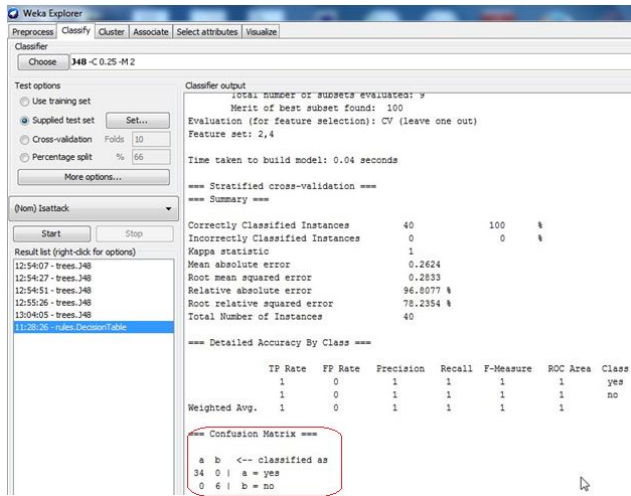 Weka Explorer
Preprocess Classify Cluster Associate Select attributes Visualize
Classifier
Choose J48 -C 0.25 -M 2
Test options
Use training set
Supplied test set Set...
Cross-validation Folds 10
Percentage split % 66
More options...
(Nom) Isattack
Start Stop
Result list (right-click for options)
12:54:07 - trees.J48
12:54:27 - trees.J48
12:54:51 - trees.J48
12:55:26 - trees.J48
13:04:05 - trees.J48
11:28:26 - rules.DecisionTable
Classifier output
Total number of subsets evaluated: 9
Merit of best subset found: 100
Evaluation (for feature selection): CV (leave one out)
Feature set: 2,4
Time taken to build model: 0.04 seconds
=== Stratified cross-validation ===
=== Summary ===
Correctly Classified Instances 40 100 %
Incorrectly Classified Instances 0 0 %
Kappa statistic 1
Mean absolute error 0.2624
Root mean squared error 0.2833
Relative absolute error 96.8077 %
Root relative squared error 78.2354 %
Total Number of Instances 40
=== Detailed Accuracy By Class ===
TP Rate FP Rate Precision Recall F-Measure ROC Area Class
1 0 1 1 1 1 yes
1 0 1 1 1 1 no
Weighted Avg. 1 0 1 1 1 1
=== Confusion Matrix ===
a b <-- classified as
34 0 | a = yes
0 6 | b = no